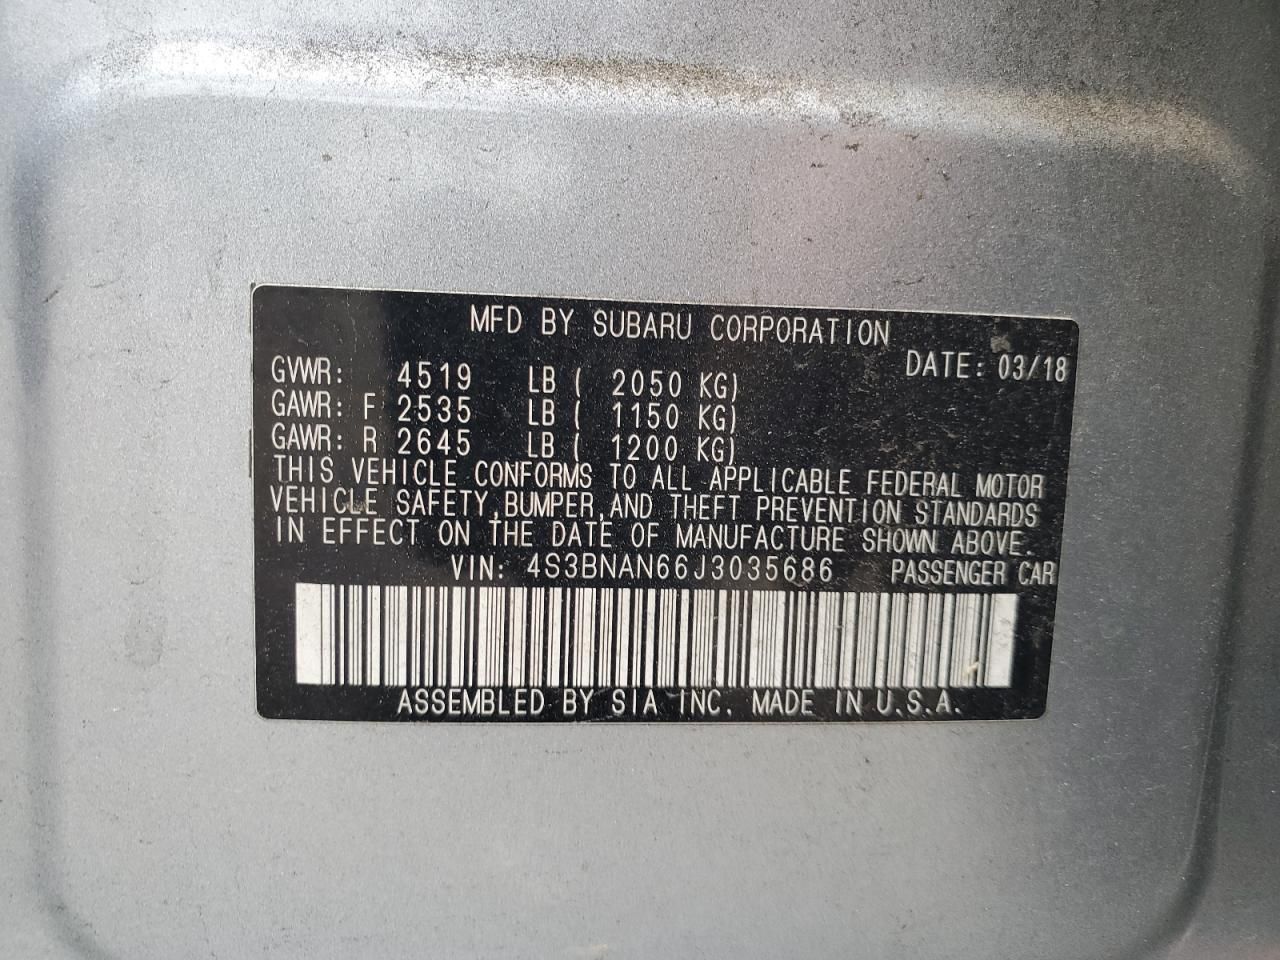 MFD BY SUBARU CORPORATION
DATE: 03/18
GVWR: 4519 LB ( 2050 KG)
GAWR: F 2535 LB ( 1150 KG)
GAWR: R 2645 LB ( 1200 KG)
THIS VEHICLE CONFORMS TO ALL APPLICABLE FEDERAL MOTOR
VEHICLE SAFETY, BUMPER, AND THEFT PREVENTION STANDARDS
IN EFFECT ON THE DATE OF MANUFACTURE SHOWN ABOVE.
VIN: 4S3BNAN66J3035686 PASSENGER CAR
ASSEMBLED BY SIA INC. MADE IN U.S.A.